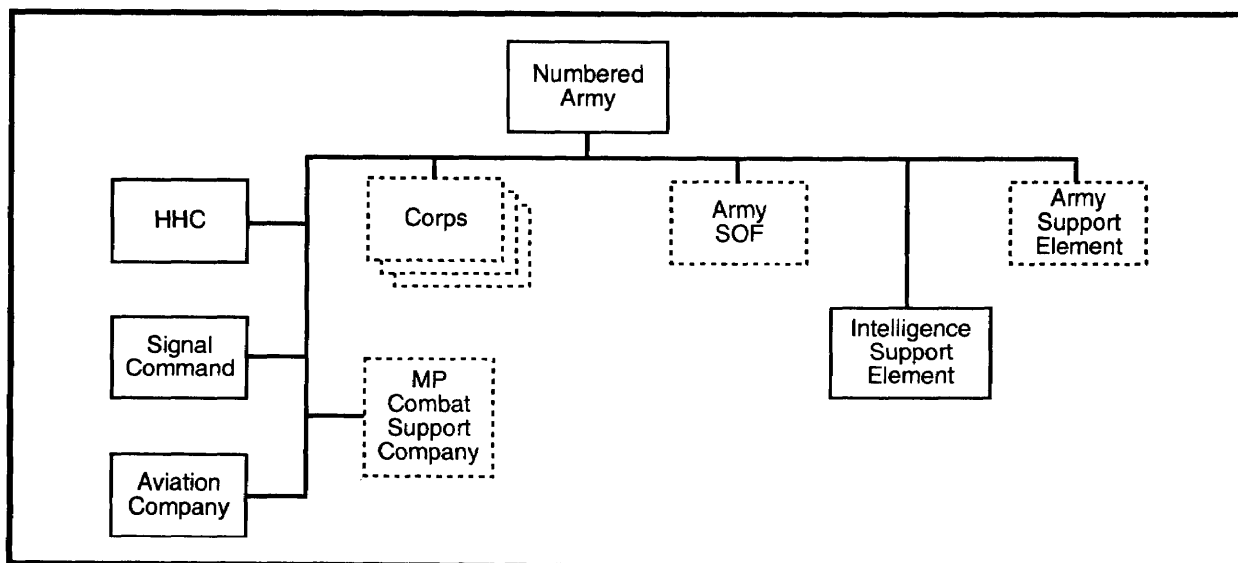 Numbered
Army
HHC
Corps
Army
SOF
Army
Support
Element
Signal
Command
Intelligence
Support
Element
MP
Combat
Support
Company
Aviation
Company